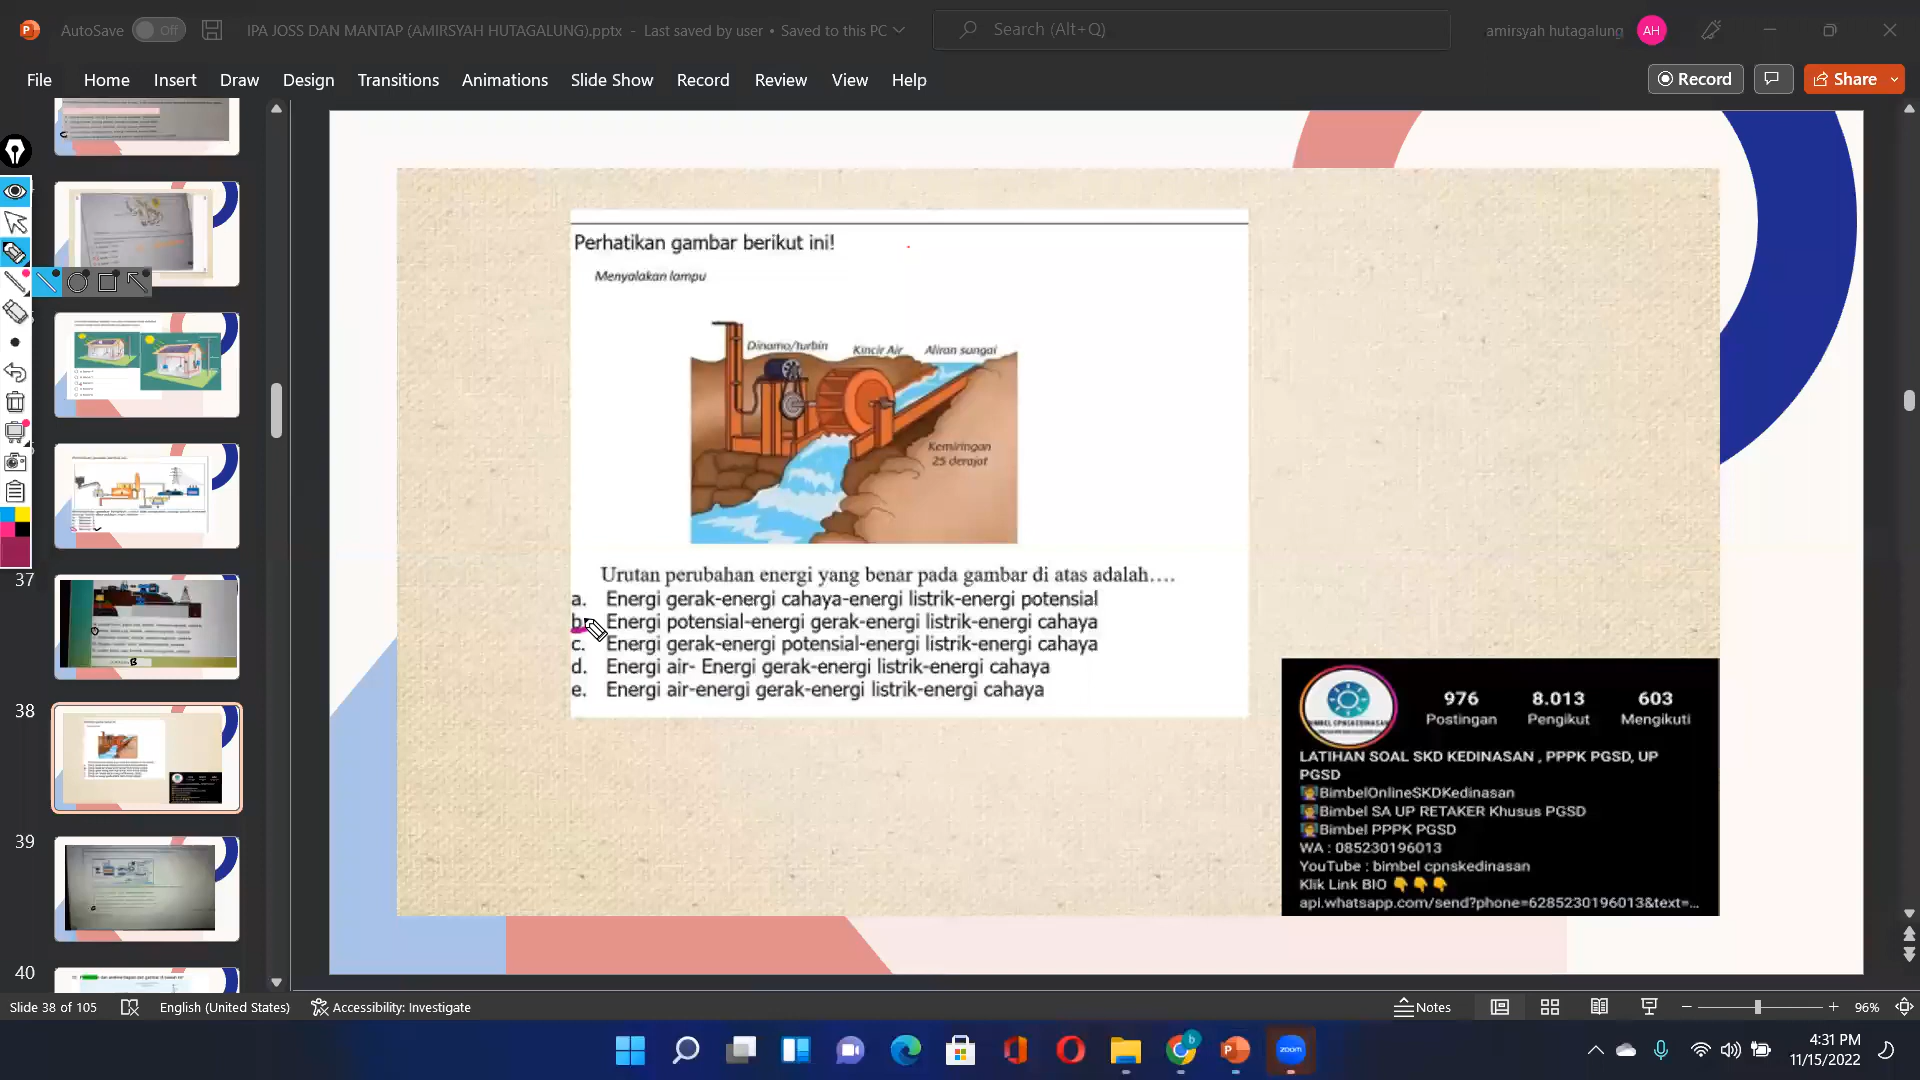 AutoSave
Off
IPA JOSS DAN MANTAP (AMIRSYAH HUTAGALUNG).pptx - Last saved by user • Saved to this PC
Search (Alt+Q)
amirsyah hutagalung
AH
File Home Insert Draw Design Transitions Animations Slide Show Record Review View Help
Record
Share
Perhatikan gambar berikut ini!
Menyalakan lampu
Dinamo/turbin
Kincir Air
Aliran sungai
Kemiringan
25 derajat
Urutan perubahan energi yang benar pada gambar di atas adalah....
a. Energi gerak-energi cahaya-energi listrik-energi potensial
b. Energi potensial-energi gerak-energi listrik-energi cahaya
c. Energi gerak-energi potensial-energi listrik-energi cahaya
d. Energi air- Energi gerak-energi listrik-energi cahaya
e. Energi air-energi gerak-energi listrik-energi cahaya
976 8.013 603
Postingan Pengikut Mengikuti
LATIHAN SOAL SKD KEDINASAN , PPPK PGSD, UP
PGSD
BimbelOnlineSKDKedinasan
Bimbel SA UP RETAKER Khusus PGSD
Bimbel PPPK PGSD
WA : 085230196013
YouTube : bimbel cpnskedinasan
Klik Link BIO 👇👇👇
api.whatsapp.com/send?phone=6285230196013&text=...
37
38
39
40
Slide 38 of 105
English (United States)
Accessibility: Investigate
Notes
96%
zoom
4:31 PM
11/15/2022